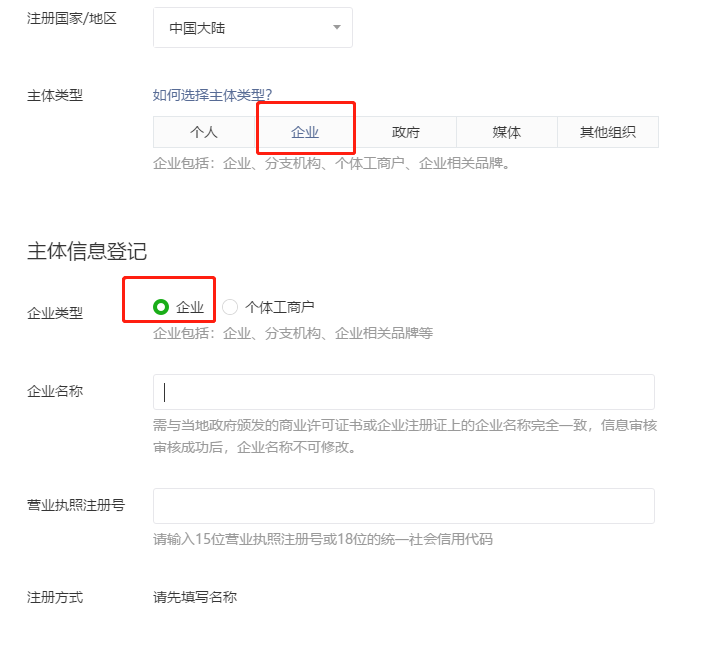 注册国家/地区
中国大陆
主体类型
如何选择主体类型?
个人 企业 政府 媒体 其他组织
企业包括：企业、分支机构、个体工商户、企业相关品牌。
主体信息登记
企业类型
企业 个体工商户
企业包括：企业、分支机构、企业相关品牌等
企业名称
需与当地政府颁发的商业许可证书或企业注册证上的企业名称完全一致，信息审核
审核成功后，企业名称不可修改。
营业执照注册号
请输入15位营业执照注册号或18位的统一社会信用代码
注册方式 请先填写名称